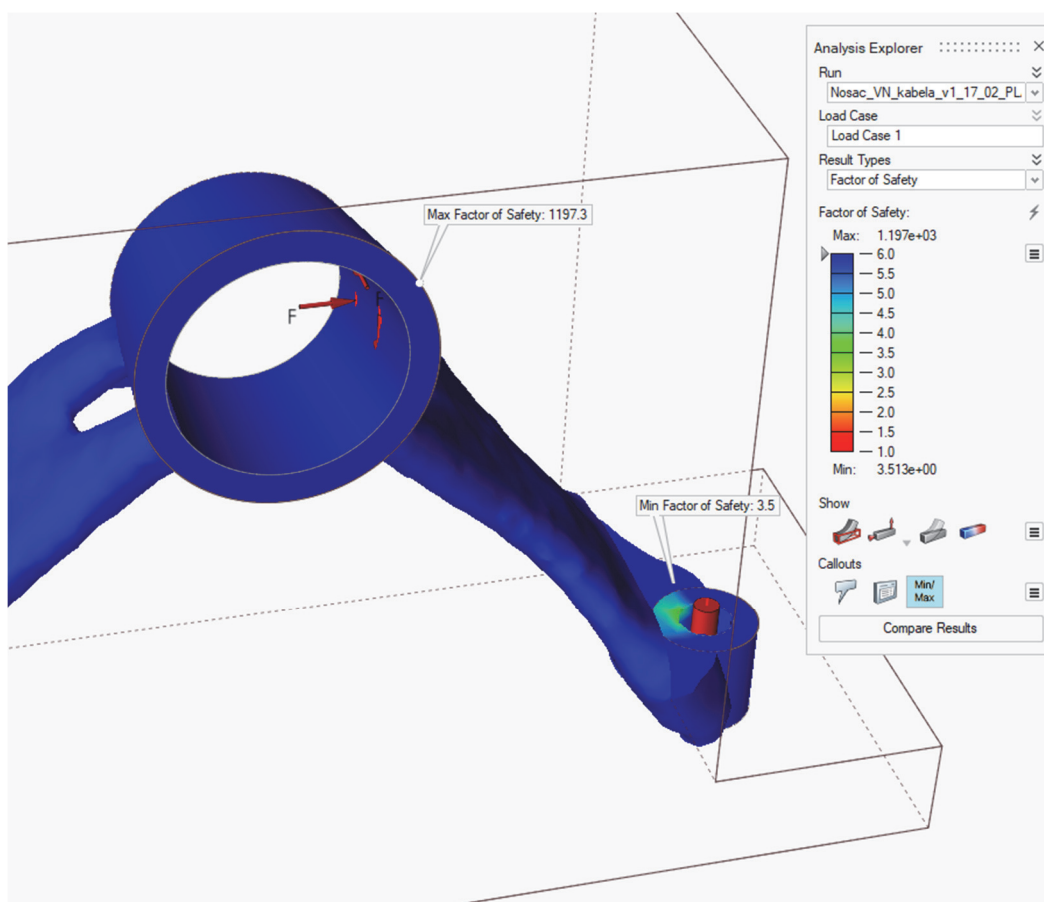 Max Factor of Safety: 1197.3
F
F
Min Factor of Safety: 3.5
Analysis Explorer
Run
Nosac_VN_kabela_v1_17_02_PL.
Load Case
Load Case 1
Result Types
Factor of Safety
Factor of Safety:
Max: 1.197e+03
6.0
5.5
5.0
4.5
4.0
3.5
3.0
2.5
2.0
1.5
1.0
Min: 3.513e+00
Show
Callouts
Min/
Max
Compare Results